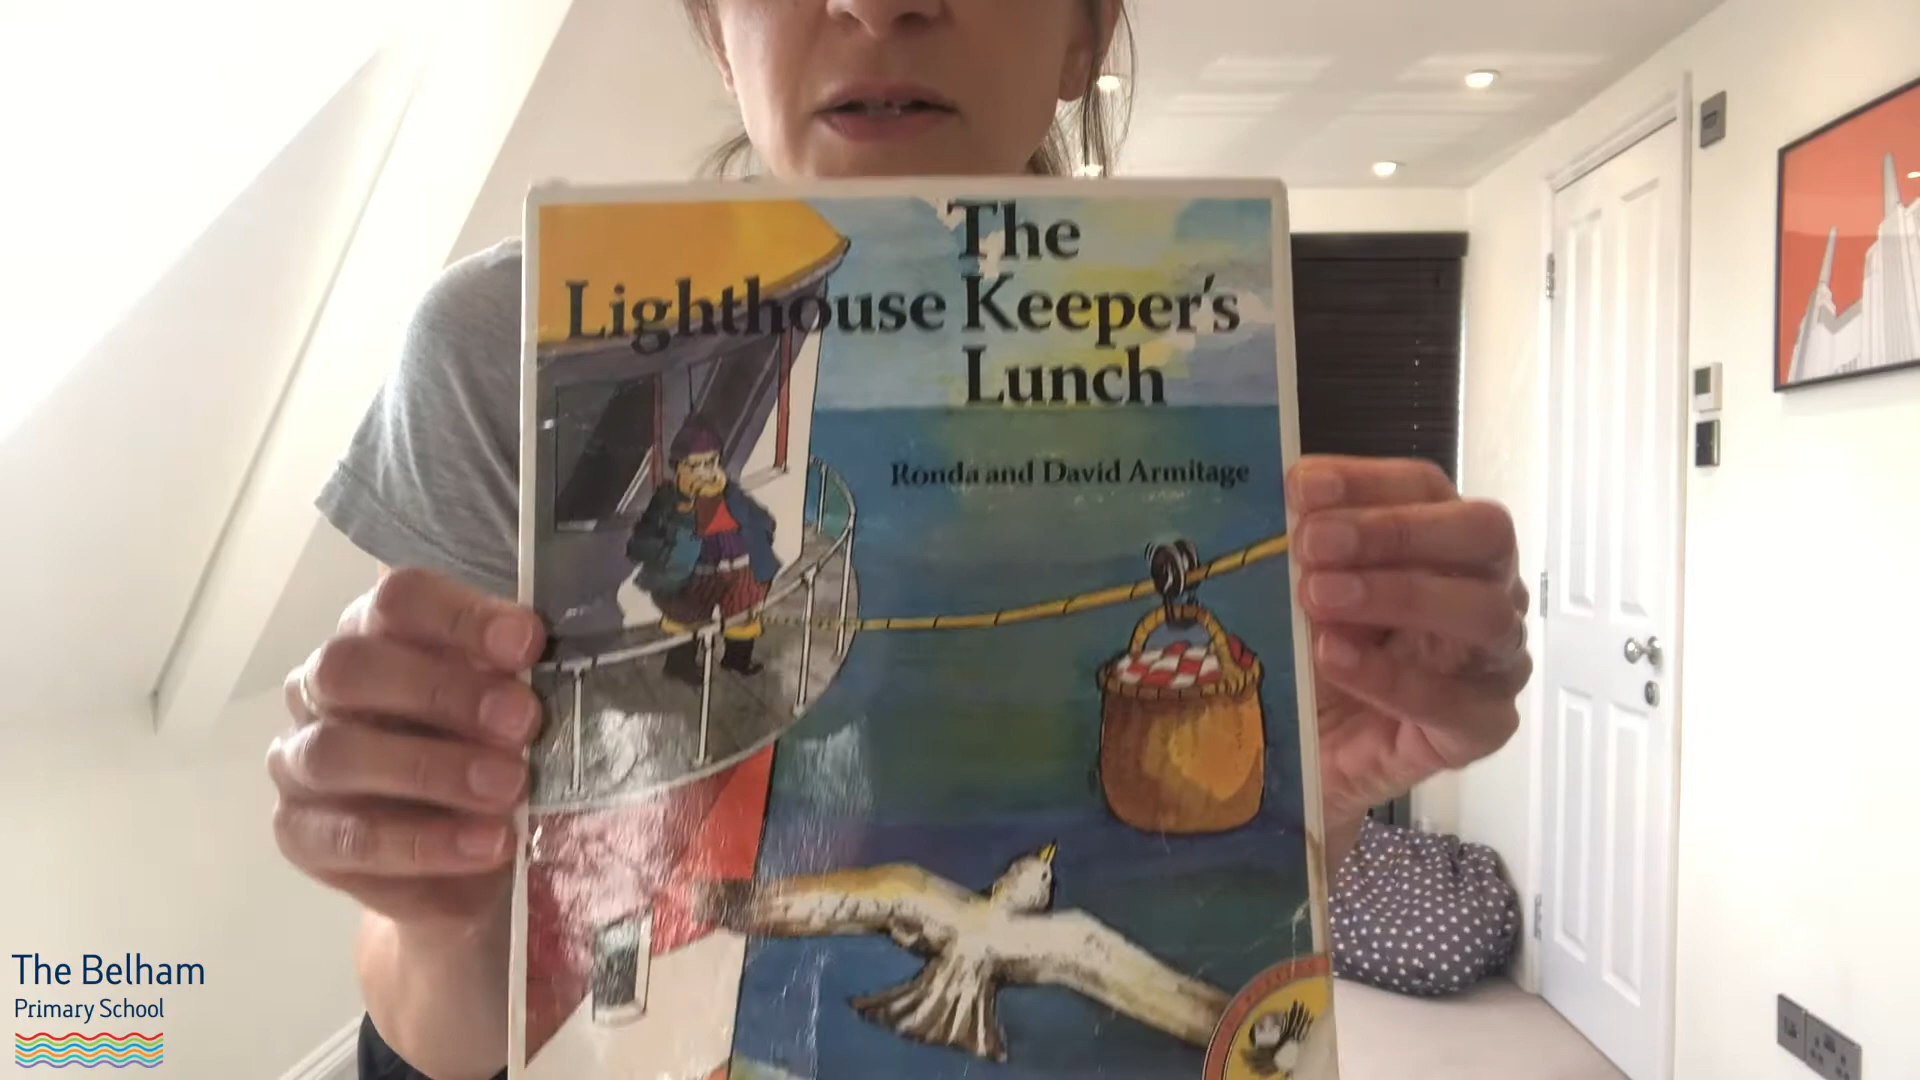 The
Lighthouse Keeper's
Lunch
Ronda and David Armitage
The Belham
Primary School